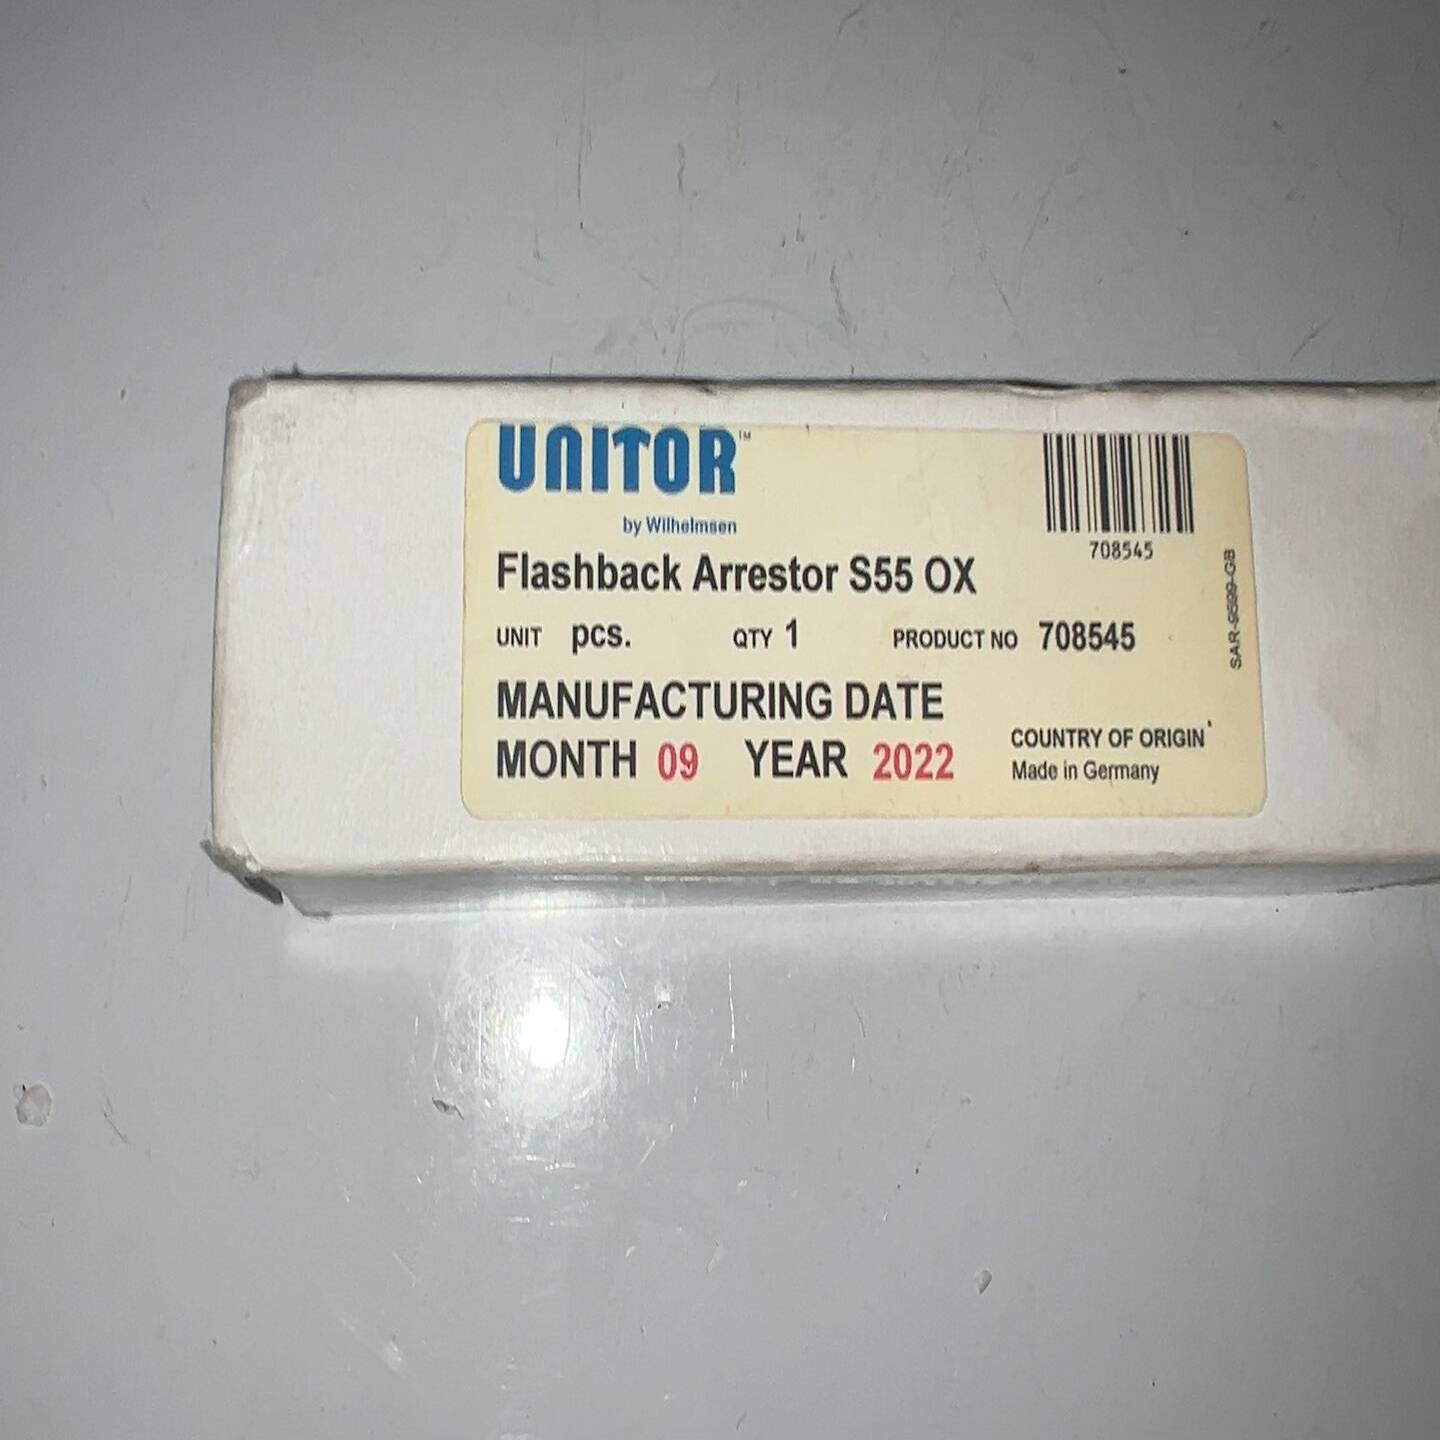 UNITOR™
by Wilhelmsen
708545
Flashback Arrestor S55 OX
UNIT pcs. QTY 1 PRODUCT NO 708545
MANUFACTURING DATE
MONTH 09 YEAR 2022
COUNTRY OF ORIGIN
Made in Germany